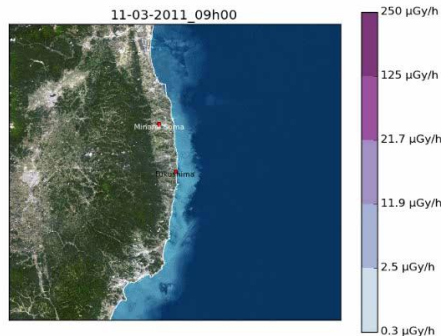 11-03-2011_09h00
250 µGy/h
125 µGy/h
21.7 µGy/h
11.9 µGy/h
2.5 µGy/h
0.3 µGy/h
Minami Soma
Fukushima